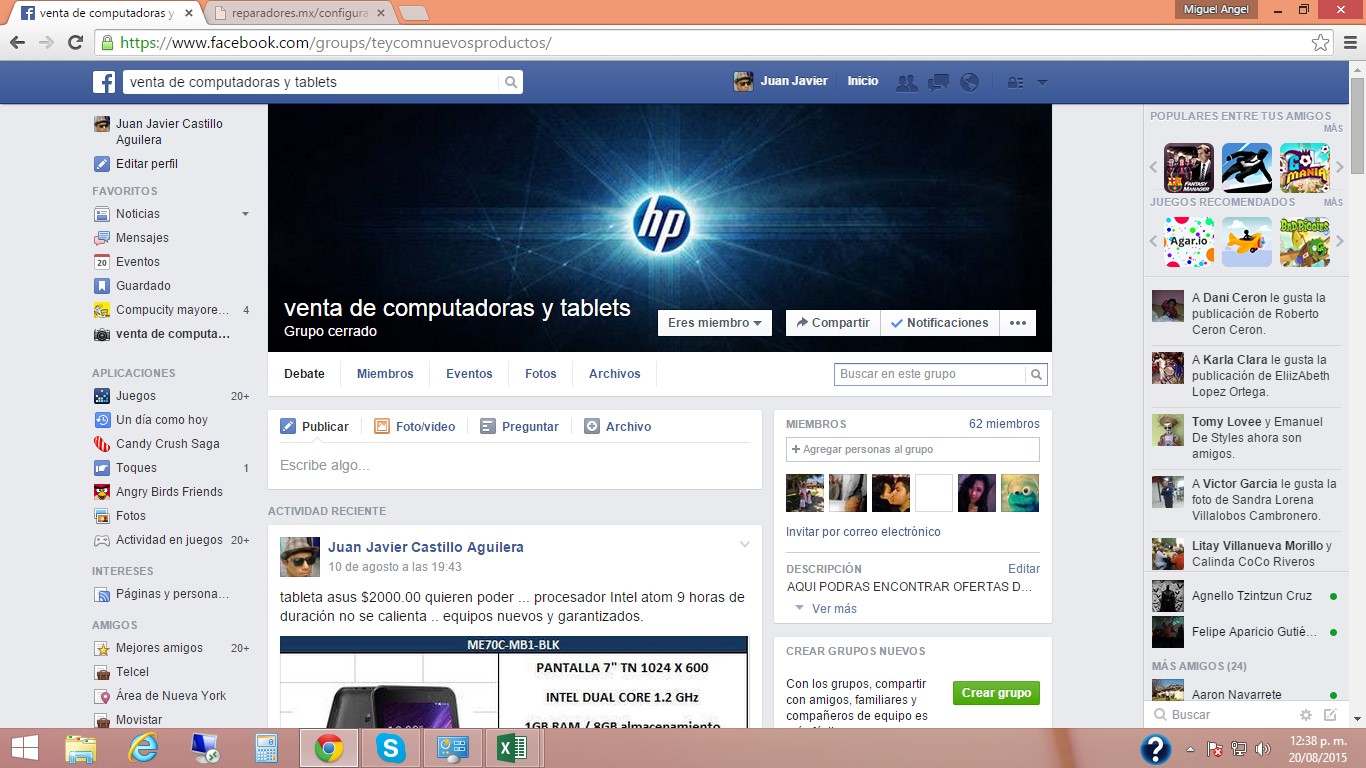 venta de computadoras y
reparadores.mx/configura
Miguel Angel
https://www.facebook.com/groups/teycomnuevosproductos/
venta de computadoras y tablets
Juan Javier
Inicio
Juan Javier Castillo
Aguilera
Editar perfil
FAVORITOS
Noticias
Mensajes
20
Eventos
Guardado
Compucity mayore... 4
venta de computa...
APLICACIONES
Juegos 20+
Un día como hoy
Candy Crush Saga
Toques 1
Angry Birds Friends
Fotos
Actividad en juegos 20+
INTERESES
Páginas y persona...
AMIGOS
Mejores amigos 20+
Telcel
Área de Nueva York
Movistar
hp
venta de computadoras y tablets
Grupo cerrado
Eres miembro
Compartir
Notificaciones
Debate
Miembros
Eventos
Fotos
Archivos
Buscar en este grupo
Publicar
Foto/video
Preguntar
Archivo
Escribe algo...
ACTIVIDAD RECIENTE
Juan Javier Castillo Aguilera
10 de agosto a las 19:43
tableta asus $2000.00 quieren poder ... procesador Intel atom 9 horas de
duración no se calienta .. equipos nuevos y garantizados.
ME70C-MB1-BLK
PANTALLA 7" TN 1024 X 600
INTEL DUAL CORE 1.2 GHz
1GB RAM / 8GB almacenamiento
MIEMBROS
62 miembros
Agregar personas al grupo
Invitar por correo electrónico
DESCRIPCIÓN
Editar
AQUI PODRAS ENCONTRAR OFERTAS D...
Ver más
CREAR GRUPOS NUEVOS
Con los grupos, compartir
con amigos, familiares y
compañeros de equipo es
Crear grupo
POPULARES ENTRE TUS AMIGOS
MÁS
FANTASY
MANAGER
GOL
MANIA
JUEGOS RECOMENDADOS
MÁS
Agar.io
BAD PIGGIES
A Dani Ceron le gusta la
publicación de Roberto
Ceron Ceron.
A Karla Clara le gusta la
publicación de EliizAbeth
Lopez Ortega.
Tomy Lovee y Emanuel
De Styles ahora son
amigos.
A Victor Garcia le gusta la
foto de Sandra Lorena
Villalobos Cambronero.
Litay Villanueva Morillo y
Calinda CoCo Riveros
Agnello Tzintzun Cruz
Felipe Aparicio Gutié...
MÁS AMIGOS (24)
Aaron Navarrete
Buscar
12:38 p. m.
20/08/2015